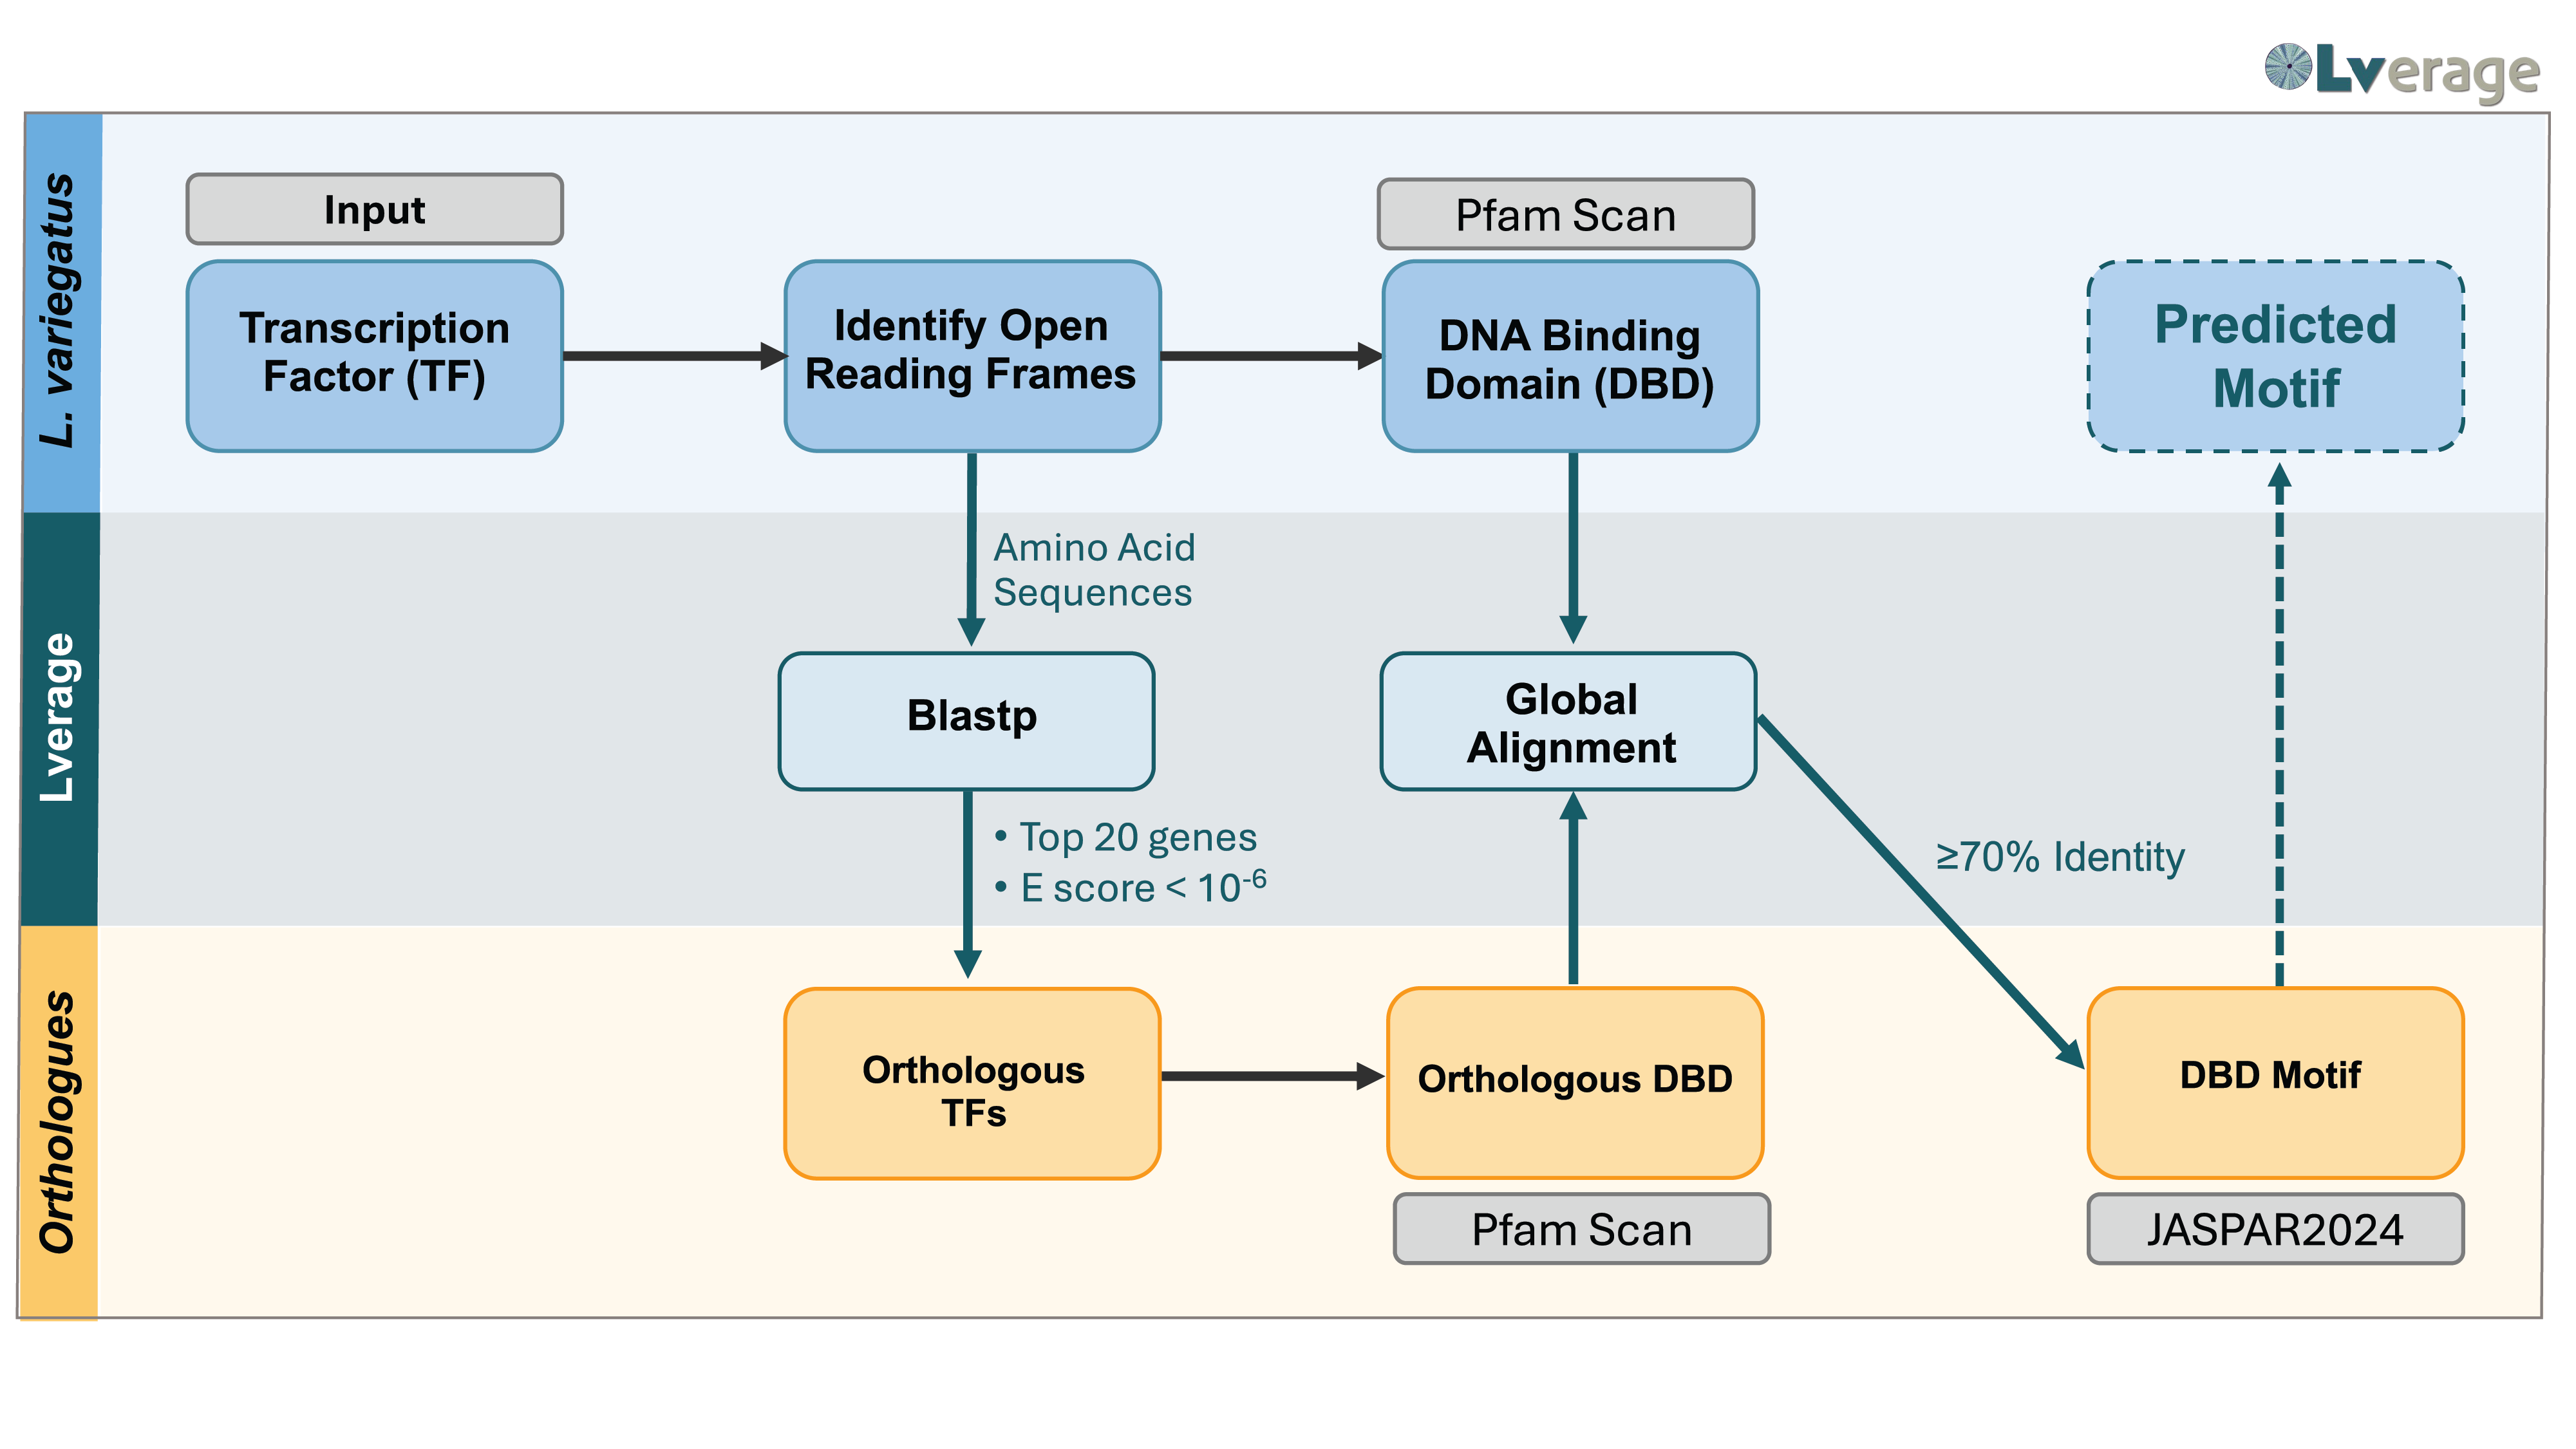 Lverage
L. variegatus
Input
Transcription
Factor (TF)
Identify Open
Reading Frames
Pfam Scan
DNA Binding
Domain (DBD)
Predicted
Motif
Lverage
Amino Acid
Sequences
Blastp
Global
Alignment
• Top 20 genes
• E score < 10⁻⁶
≥70% Identity
Orthologues
Orthologous
TFs
Orthologous DBD
Pfam Scan
DBD Motif
JASPAR2024